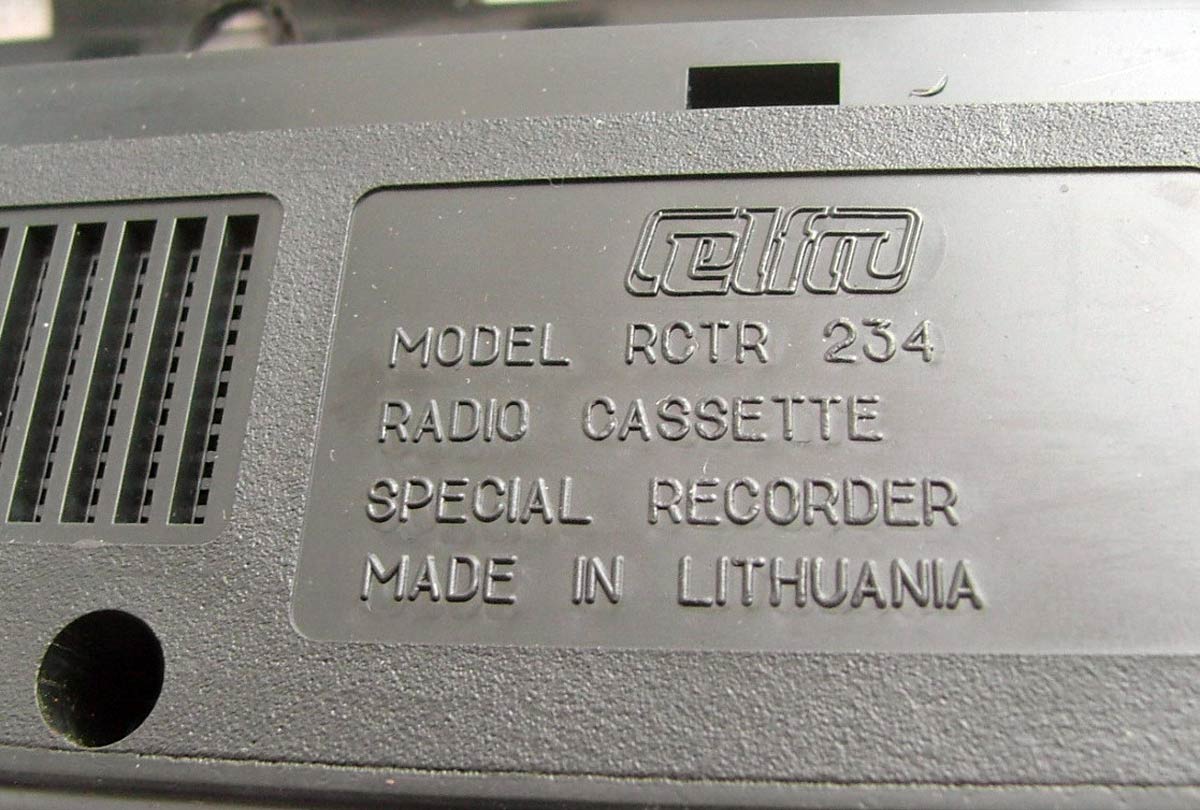 elfa
MODEL RCTR 234
RADIO CASSETTE
SPECIAL RECORDER
MADE IN LITHUANIA